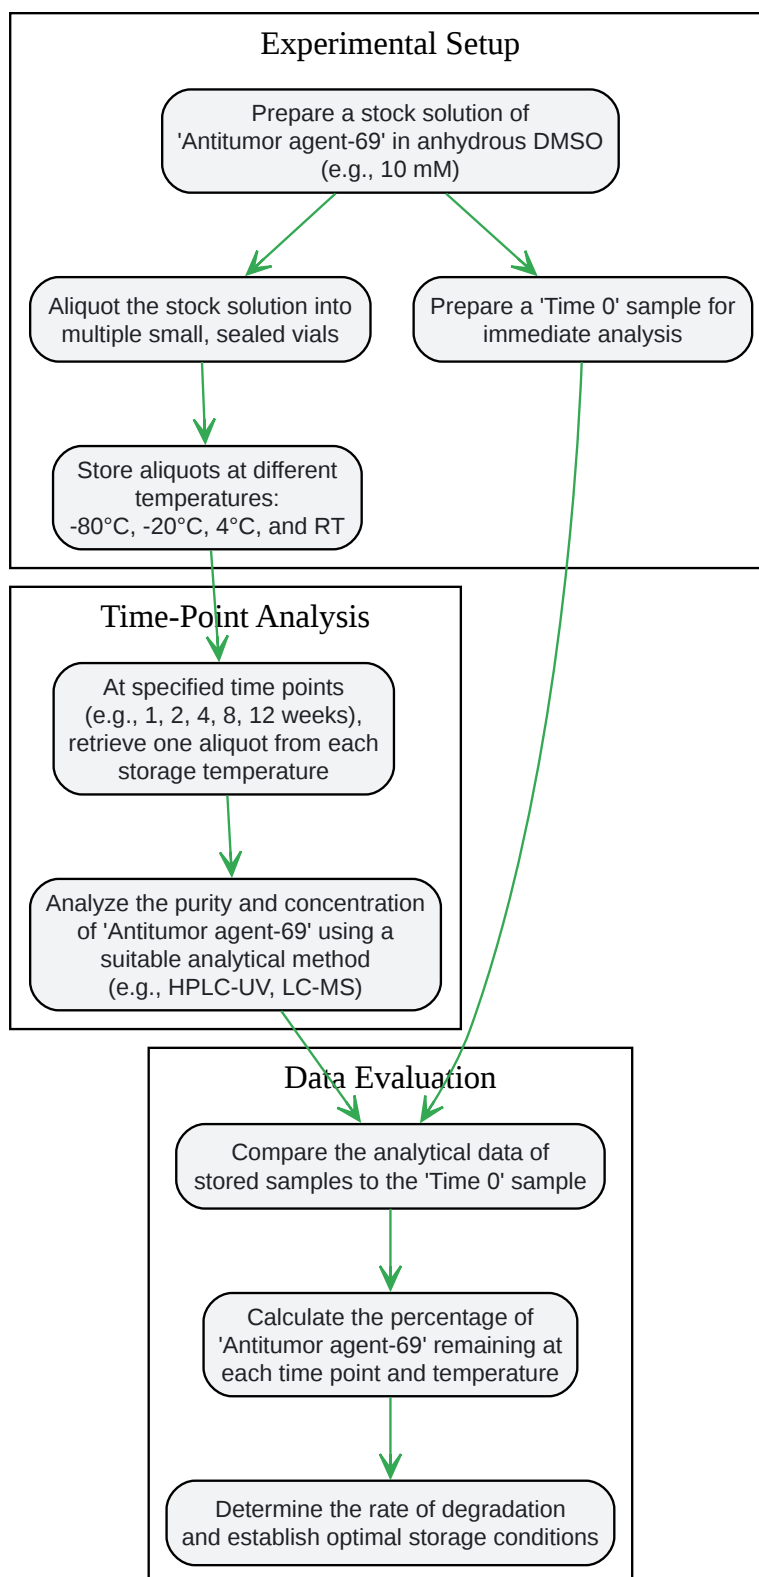 Experimental Setup
Prepare a stock solution of
'Antitumor agent-69' in anhydrous DMSO
(e.g., 10 mM)
Aliquot the stock solution into
multiple small, sealed vials
Prepare a 'Time 0' sample for
immediate analysis
Store aliquots at different
temperatures:
-80°C, -20°C, 4°C, and RT
Time-Point Analysis
At specified time points
(e.g., 1, 2, 4, 8, 12 weeks),
retrieve one aliquot from each
storage temperature
Analyze the purity and concentration
of 'Antitumor agent-69' using a
suitable analytical method
(e.g., HPLC-UV, LC-MS)
Data Evaluation
Compare the analytical data of
stored samples to the 'Time 0' sample
Calculate the percentage of
'Antitumor agent-69' remaining at
each time point and temperature
Determine the rate of degradation
and establish optimal storage conditions